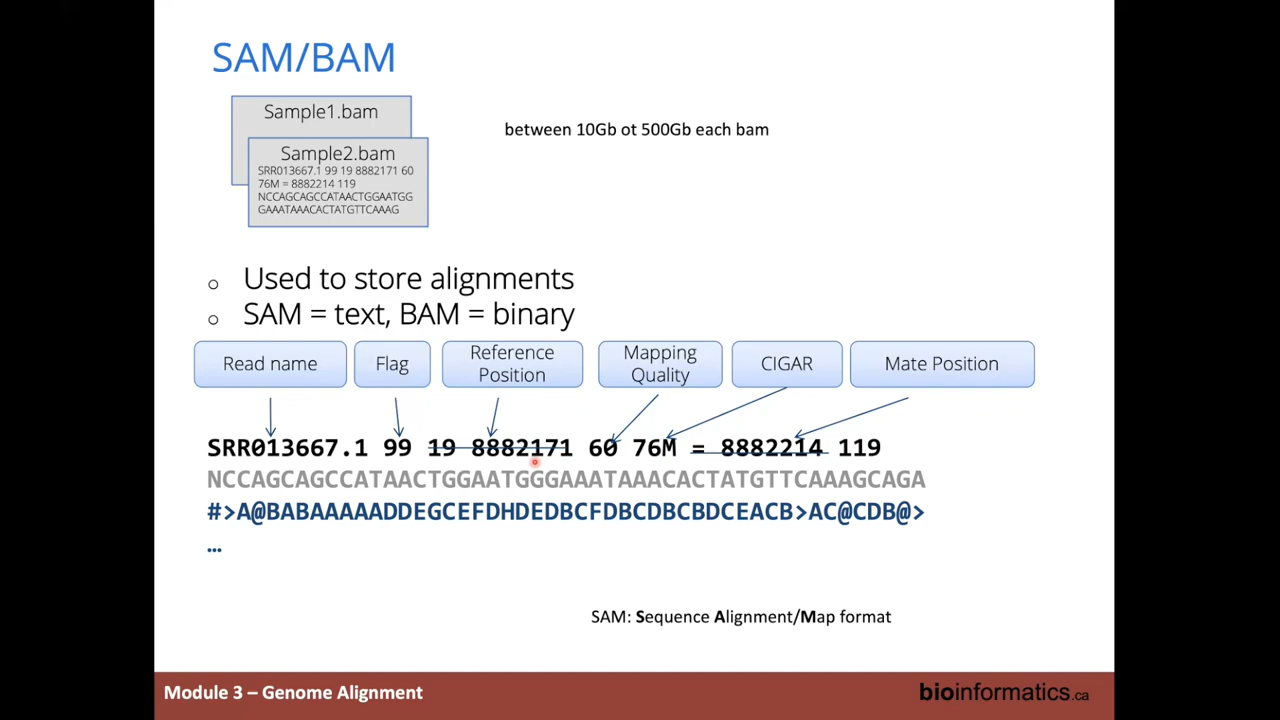 SAM/BAM
Sample1.bam
between 10Gb ot 500Gb each bam
Sample2.bam
SRR013667.1 99 19 8882171 60
76M = 8882214 119
NCCAGCAGCCATAACTGGAATGG
GAAATAAACACTATGTTCAAAG
Used to store alignments
SAM = text, BAM = binary
Read name
Flag
Reference
Position
Mapping
Quality
CIGAR
Mate Position
SRR013667.1 99 19 8882171 60 76M = 8882214 119
NCCAGCAGCCATAACTGGAATGGGAAATAAACACTATGTTCAAAGCAGA
#>A@BABAAAAADDEGCEFDHDEDBCFDBCDBCBDCEACB>AC@CDB@>
…
SAM: Sequence Alignment/Map format
Module 3 – Genome Alignment
bioinformatics.ca